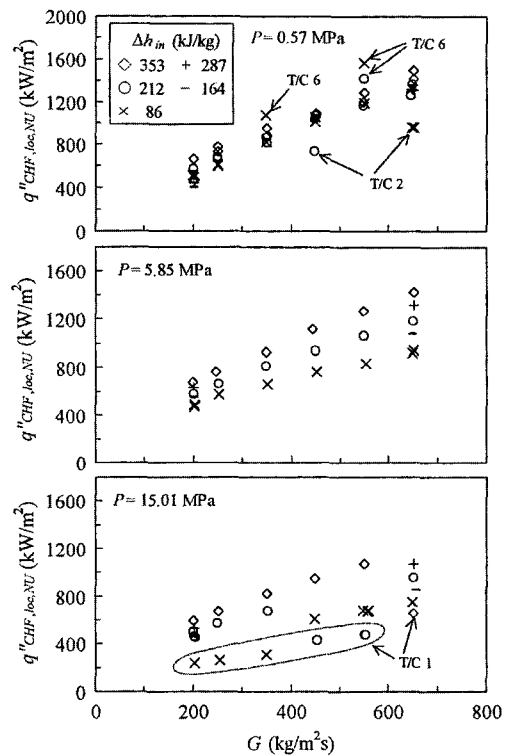 2000
1600
1200
800
400
0
q"CHF,loc,NU (kW/m²)
Δh in (kJ/kg)
◇ 353 + 287
○ 212 − 164
× 86
P = 0.57 MPa
T/C 6
T/C 6
T/C 2
1600
1200
800
400
0
q"CHF,loc,NU (kW/m²)
P = 5.85 MPa
1600
1200
800
400
0
q"CHF,loc,NU (kW/m²)
P = 15.01 MPa
T/C 1
0 200 400 600 800
G (kg/m²s)